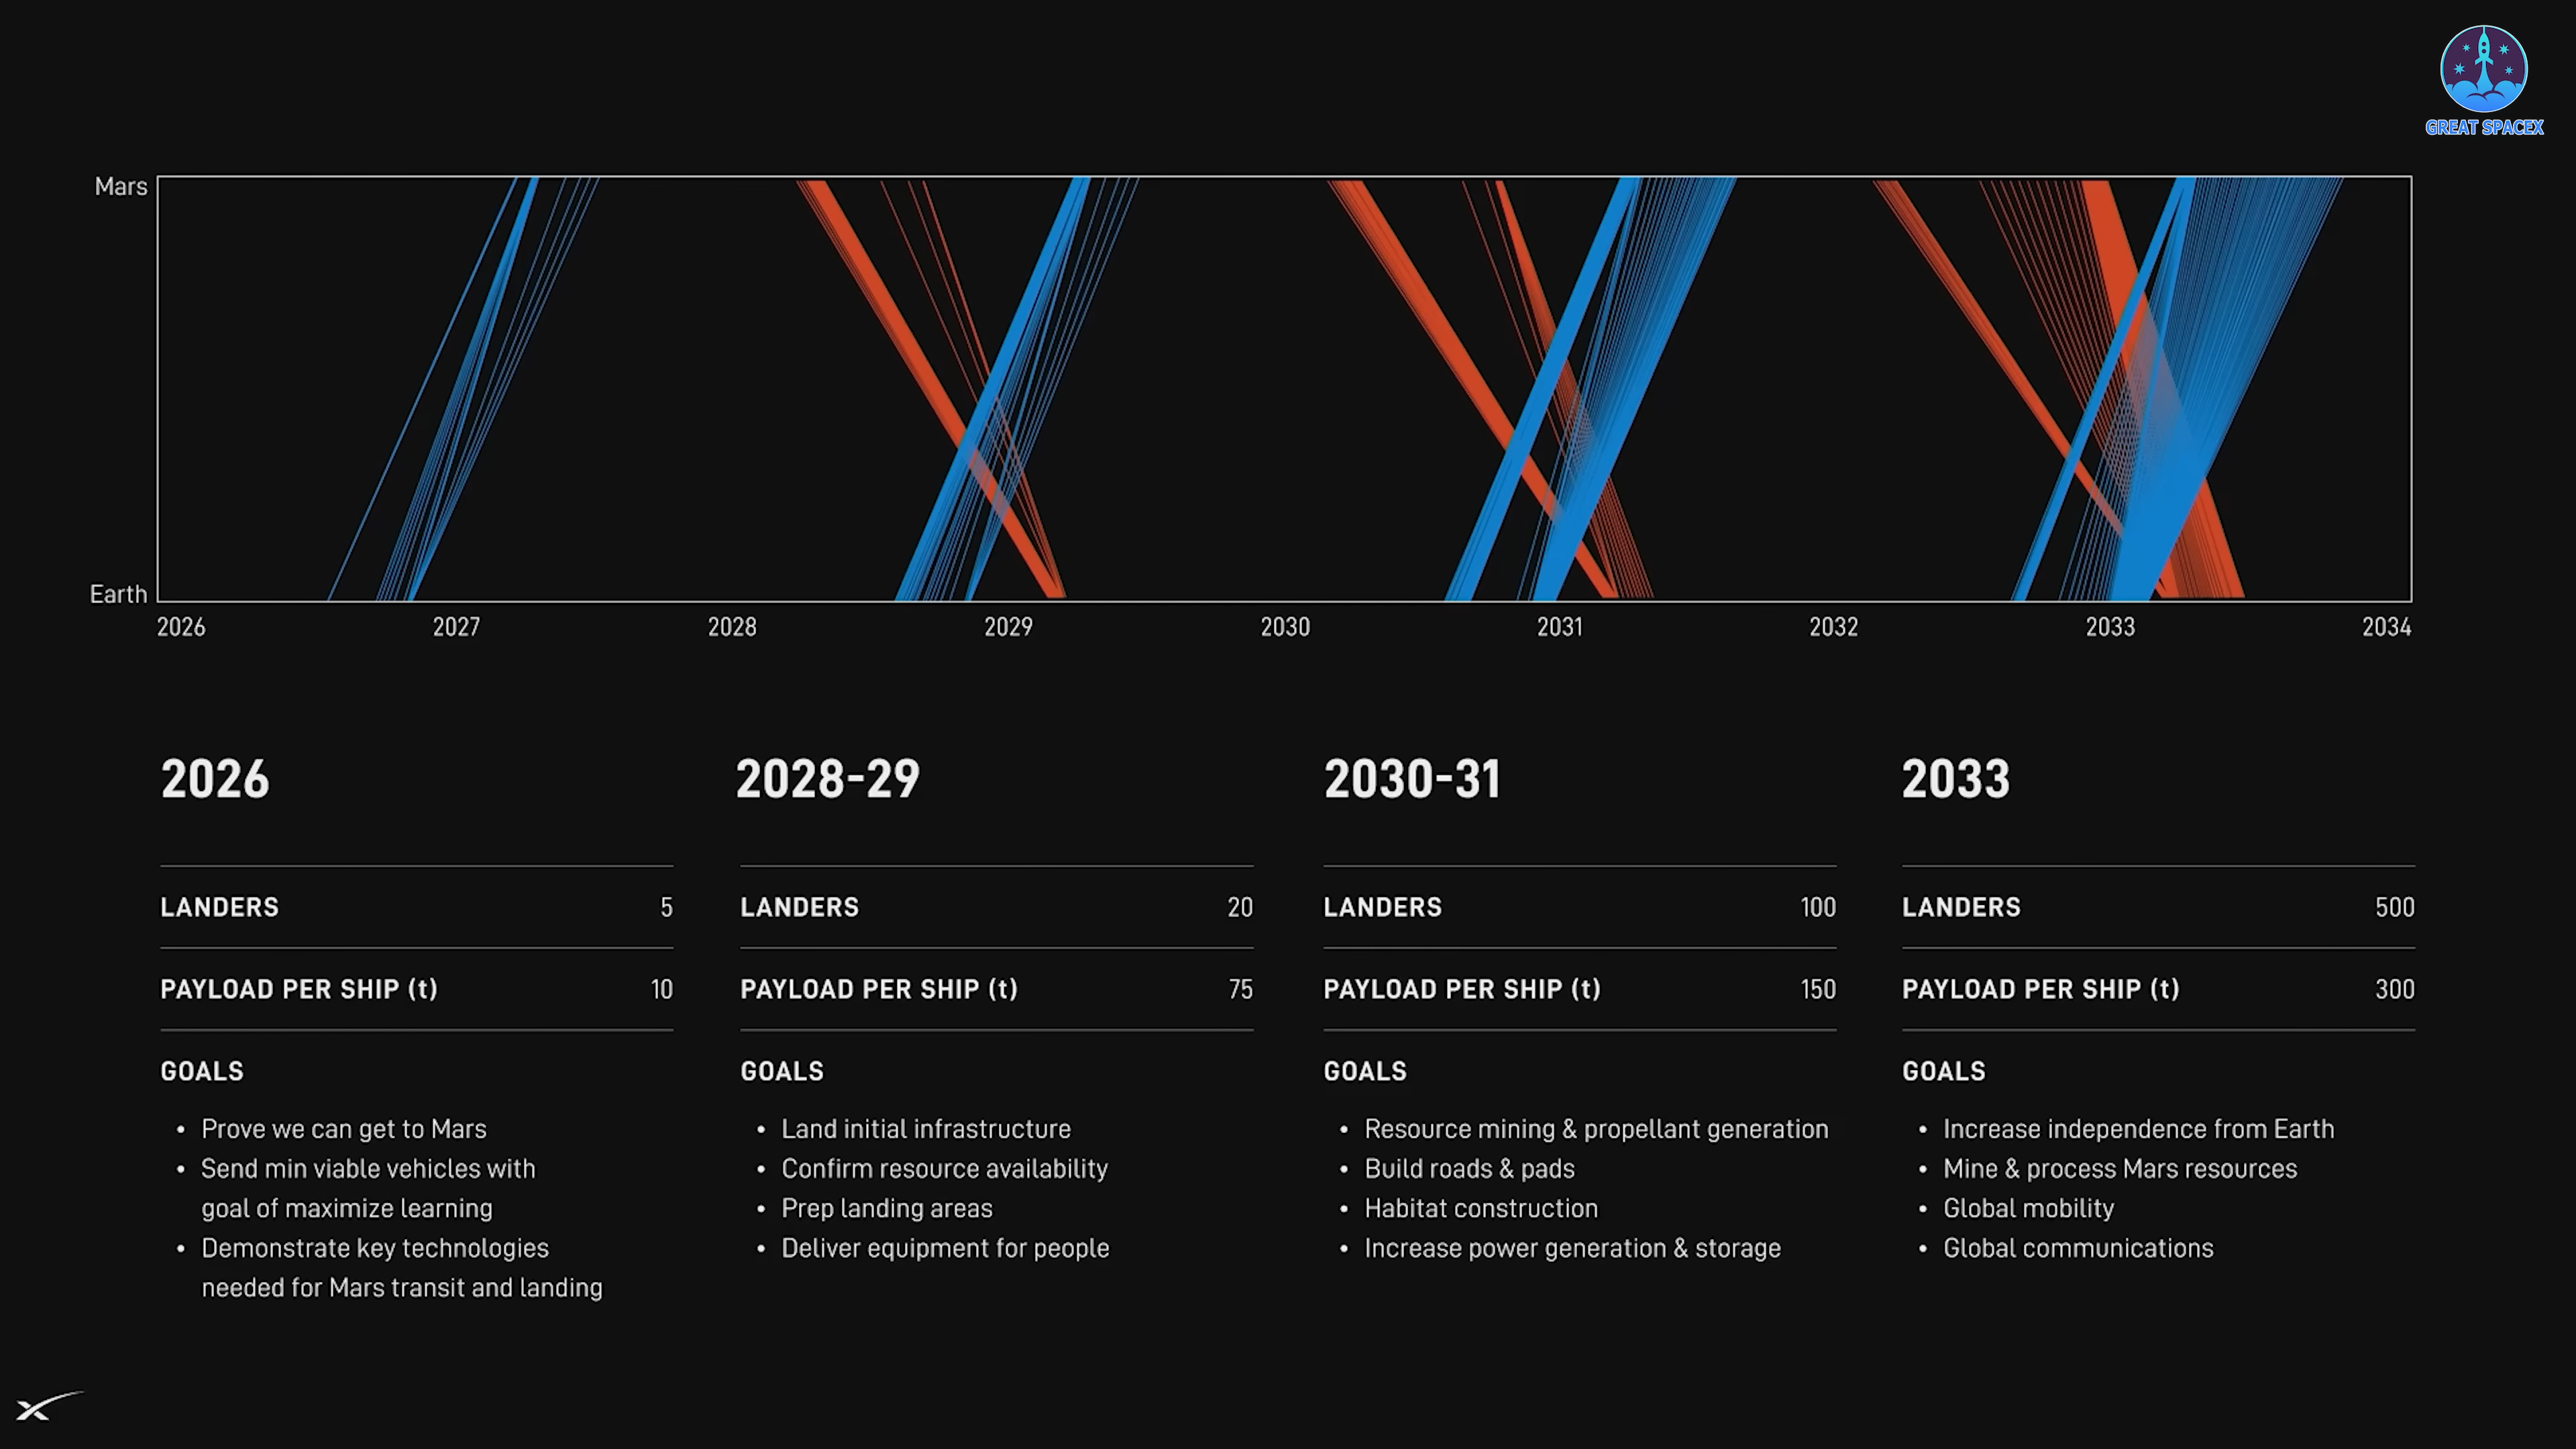 GREAT SPACEX
Mars
Earth
2026 2027 2028 2029 2030 2031 2032 2033 2034
2026
LANDERS 5
PAYLOAD PER SHIP (t) 10
GOALS
• Prove we can get to Mars
• Send min viable vehicles with
goal of maximize learning
• Demonstrate key technologies
needed for Mars transit and landing
2028-29
LANDERS 20
PAYLOAD PER SHIP (t) 75
GOALS
• Land initial infrastructure
• Confirm resource availability
• Prep landing areas
• Deliver equipment for people
2030-31
LANDERS 100
PAYLOAD PER SHIP (t) 150
GOALS
• Resource mining & propellant generation
• Build roads & pads
• Habitat construction
• Increase power generation & storage
2033
LANDERS 500
PAYLOAD PER SHIP (t) 300
GOALS
• Increase independence from Earth
• Mine & process Mars resources
• Global mobility
• Global communications